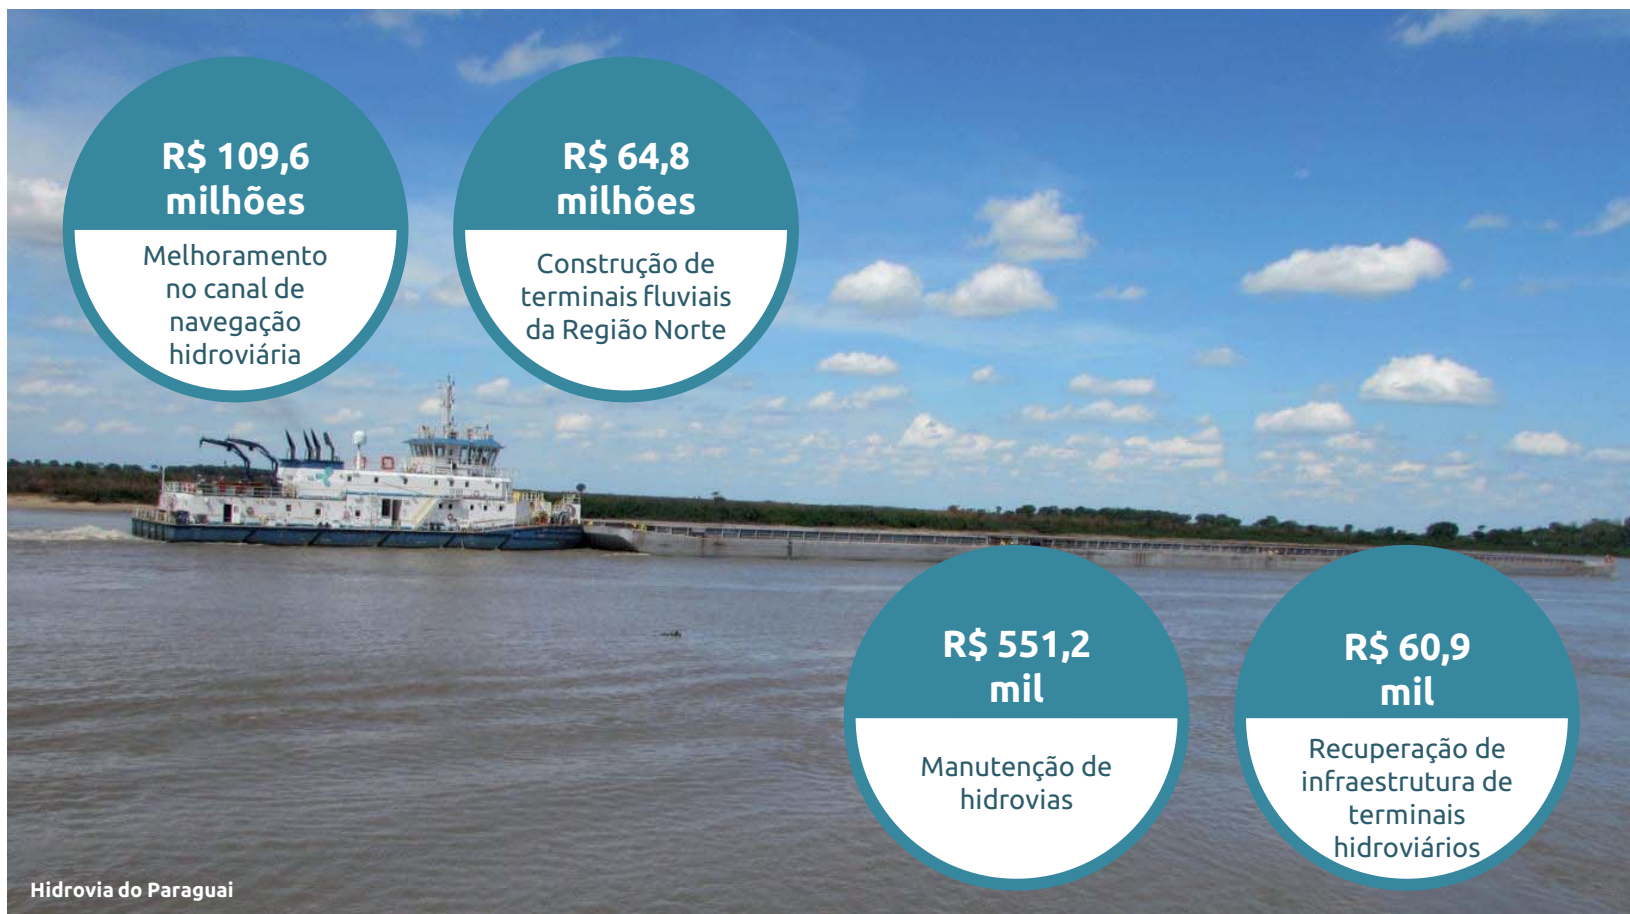 R$ 109,6
milhões
Melhoramento
no canal de
navegação
hidroviária
R$ 64,8
milhões
Construção de
terminais fluviais
da Região Norte
R$ 551,2
mil
Manutenção de
hidrovias
R$ 60,9
mil
Recuperação de
infraestrutura de
terminais
hidroviários
Hidrovia do Paraguai